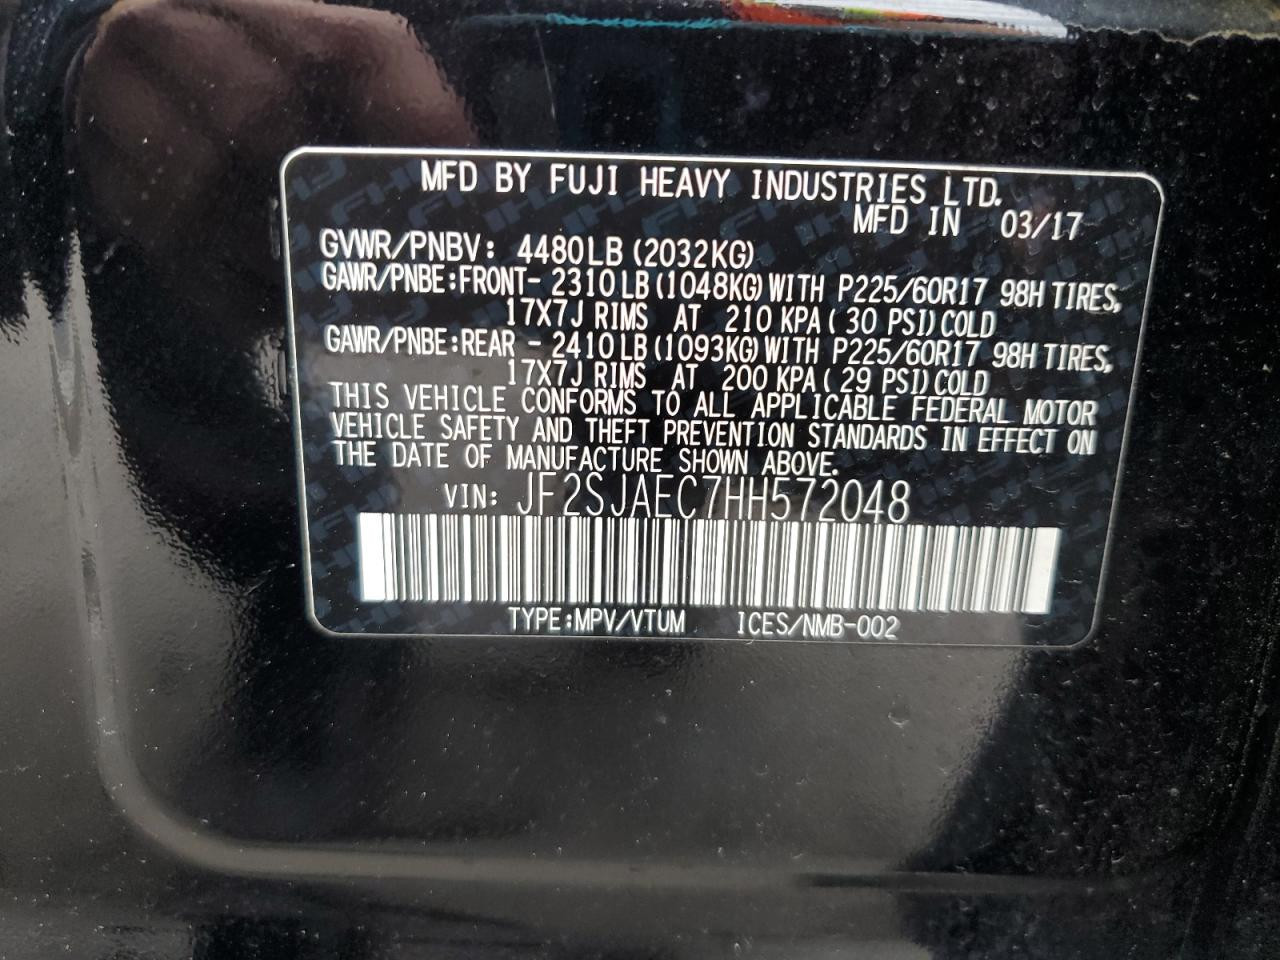 MFD BY FUJI HEAVY INDUSTRIES LTD.
MFD IN 03/17
GVWR/PNBV: 4480LB (2032KG)
GAWR/PNBE:FRONT- 2310LB (1048KG) WITH P225/60R17 98H TIRES,
17X7J RIMS AT 210 KPA ( 30 PSI) COLD
GAWR/PNBE:REAR - 2410LB (1093KG) WITH P225/60R17 98H TIRES,
17X7J RIMS AT 200 KPA ( 29 PSI) COLD
THIS VEHICLE CONFORMS TO ALL APPLICABLE FEDERAL MOTOR
VEHICLE SAFETY AND THEFT PREVENTION STANDARDS IN EFFECT ON
THE DATE OF MANUFACTURE SHOWN ABOVE.
VIN: JF2SJAEC7HH572048
TYPE:MPV/VTUM ICES/NMB-002